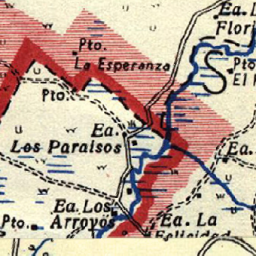 Ea. L
Flori
Pto.
La Esperanza
Pto
El
Pto.
Ea.
Los Paraisos
Ea.
Ea. Los
Arroyos
Pto.
Ea. La
Felicidad